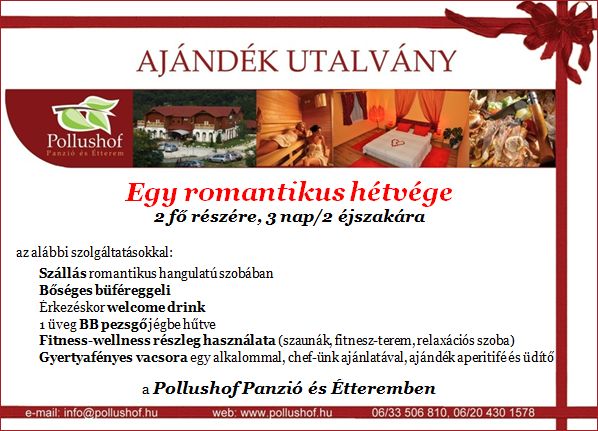 AJÁNDÉK UTALVÁNY
Pollushof
Panzió és Étterem
Egy romantikus hétvége
2 fő részére, 3 nap/2 éjszakára
az alábbi szolgáltatásokkal:
Szállás romantikus hangulatú szobában
Bőséges büféreggeli
Érkezéskor welcome drink
1 üveg BB pezsgő jégbe hűtve
Fitness-wellness részleg használata (szaunák, fitnesz-terem, relaxációs szoba)
Gyertyafényes vacsora egy alkalommal, chef-ünk ajánlatával, ajándék aperitifé és üdítő
a Pollushof Panzió és Étteremben
e-mail: info@pollushof.hu web: www.pollushof.hu 06/33 506 810, 06/20 430 1578